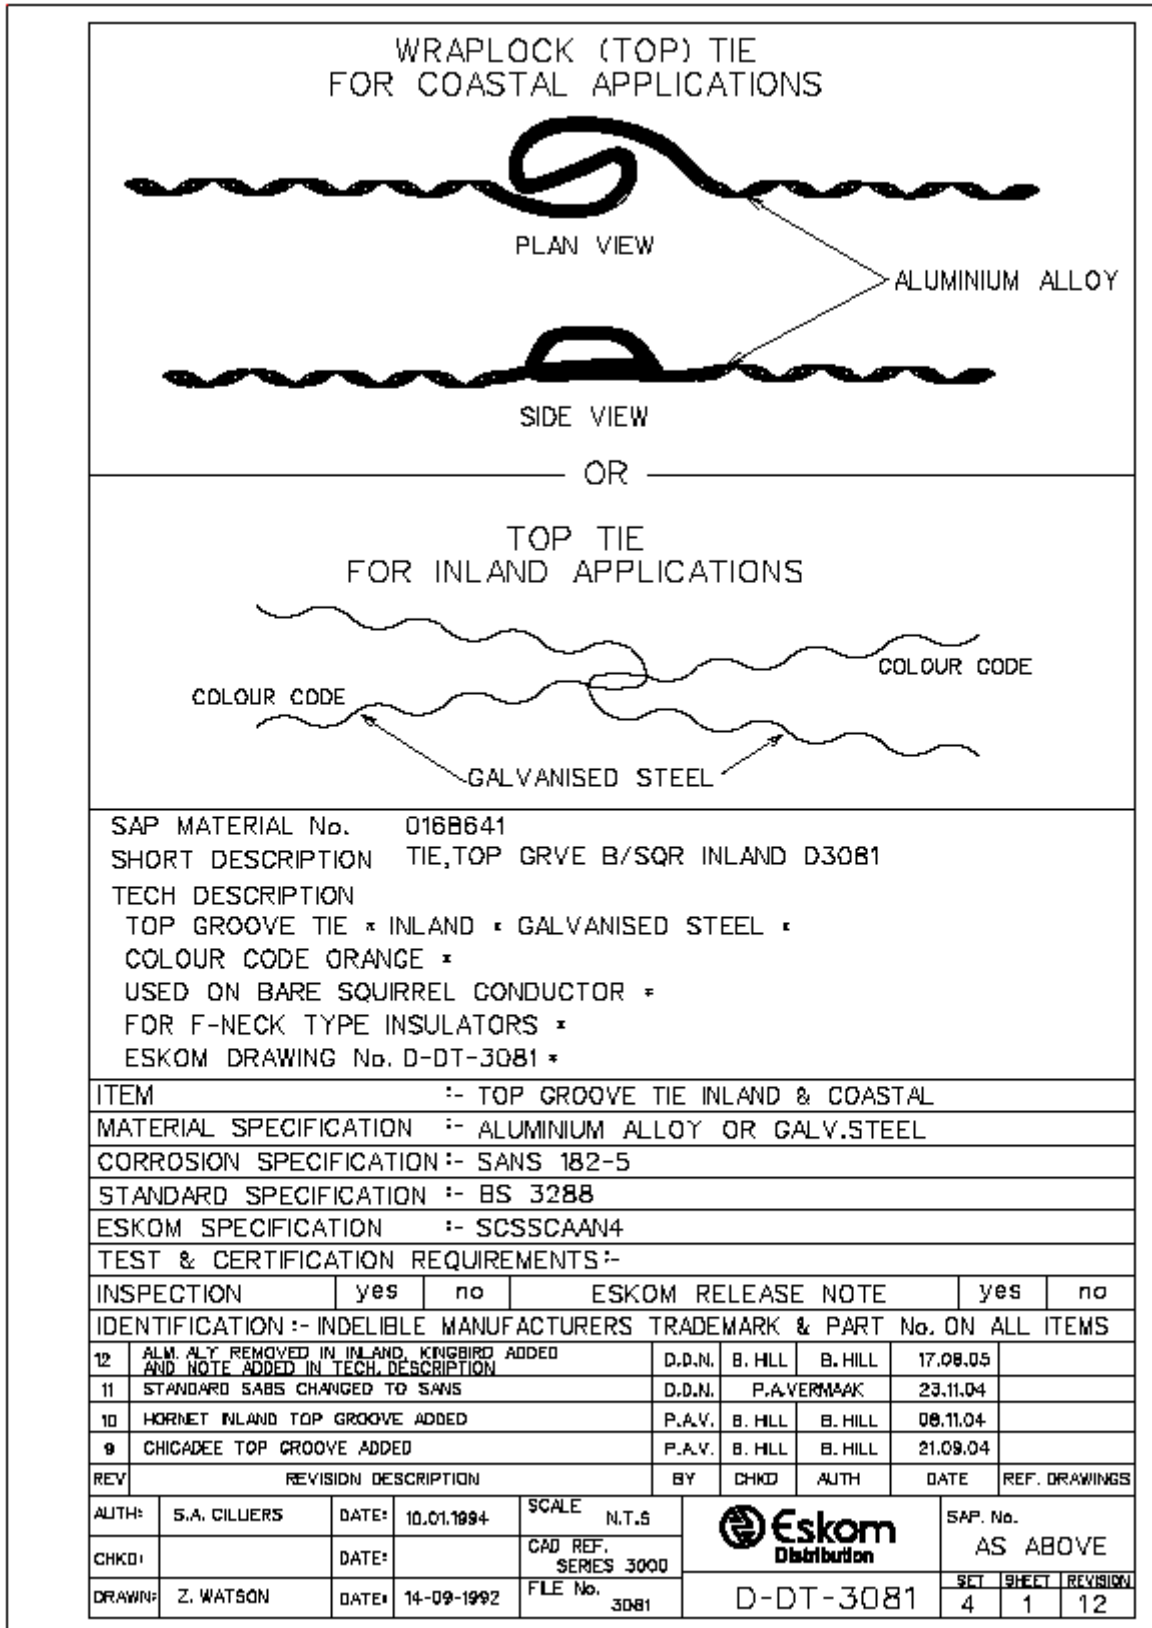 WRAPLOCK (TOP) TIE
FOR COASTAL APPLICATIONS
PLAN VIEW
ALUMINIUM ALLOY
SIDE VIEW
OR
TOP TIE
FOR INLAND APPLICATIONS
COLOUR CODE
COLOUR CODE
GALVANISED STEEL
SAP MATERIAL No. 0168641
SHORT DESCRIPTION TIE,TOP GRVE B/SQR INLAND D3081
TECH DESCRIPTION
TOP GROOVE TIE * INLAND * GALVANISED STEEL *
COLOUR CODE ORANGE *
USED ON BARE SQUIRREL CONDUCTOR *
FOR F-NECK TYPE INSULATORS *
ESKOM DRAWING No. D-DT-3081 *
ITEM :- TOP GROOVE TIE INLAND & COASTAL
MATERIAL SPECIFICATION :- ALUMINIUM ALLOY OR GALV.STEEL
CORROSION SPECIFICATION :- SANS 182-5
STANDARD SPECIFICATION :- BS 3288
ESKOM SPECIFICATION :- SCSSCAAN4
TEST & CERTIFICATION REQUIREMENTS :-
INSPECTION yes no ESKOM RELEASE NOTE yes no
IDENTIFICATION :- INDELIBLE MANUFACTURERS TRADEMARK & PART No. ON ALL ITEMS
12 ALM. ALY REMOVED IN INLAND, KINGBIRD ADDED
AND NOTE ADDED IN TECH. DESCRIPTION D.D.N. B. HILL B. HILL 17.08.05
11 STANDARD SABS CHANGED TO SANS D.D.N. P.A.VERMAAK 23.11.04
10 HORNET INLAND TOP GROOVE ADDED P.A.V. B. HILL B. HILL 08.11.04
9 CHICADEE TOP GROOVE ADDED P.A.V. B. HILL B. HILL 21.09.04
REV REVISION DESCRIPTION BY CHKD AUTH DATE REF. DRAWINGS
AUTH: S.A. CILLIERS DATE: 10.01.1994 SCALE N.T.S
CHKD: DATE: CAD REF. SERIES 3000
DRAWN: Z. WATSON DATE: 14-09-1992 FILE No. 3081
Eskom
Distribution
D-DT-3081
SAP. No.
AS ABOVE
SET SHEET REVISION
4 1 12